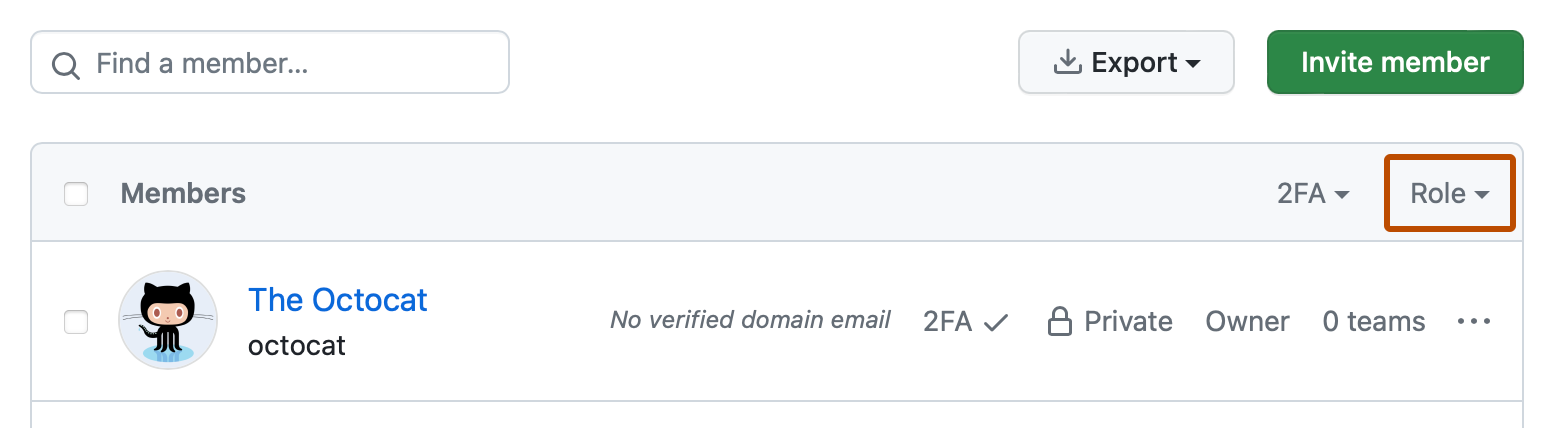 Find a member... Export Invite member
Members 2FA Role
The Octocat
octocat
No verified domain email 2FA Private Owner 0 teams